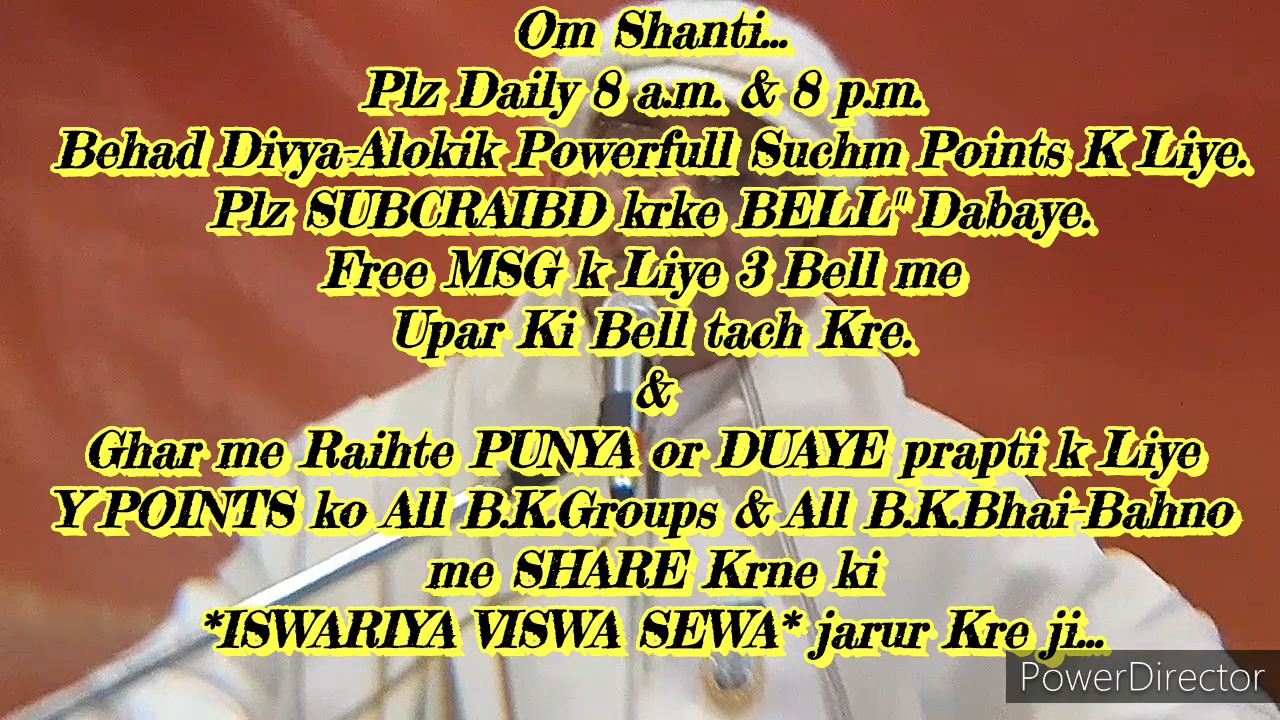 Om Shanti...
Plz Daily 8 a.m. & 8 p.m.
Behad Divya-Alokik Powerfull Suchm Points K Liye.
Plz SUBCRAIBD krke BELL" Dabaye.
Free MSG k Liye 3 Bell me
Upar Ki Bell tach Kre.
&
Ghar me Raihte PUNYA or DUAYE prapti k Liye
Y POINTS ko All B.K.Groups & All B.K.Bhai-Bahno
me SHARE Krne ki
*ISWARIYA VISWA SEWA* jarur Kre ji...
PowerDirector